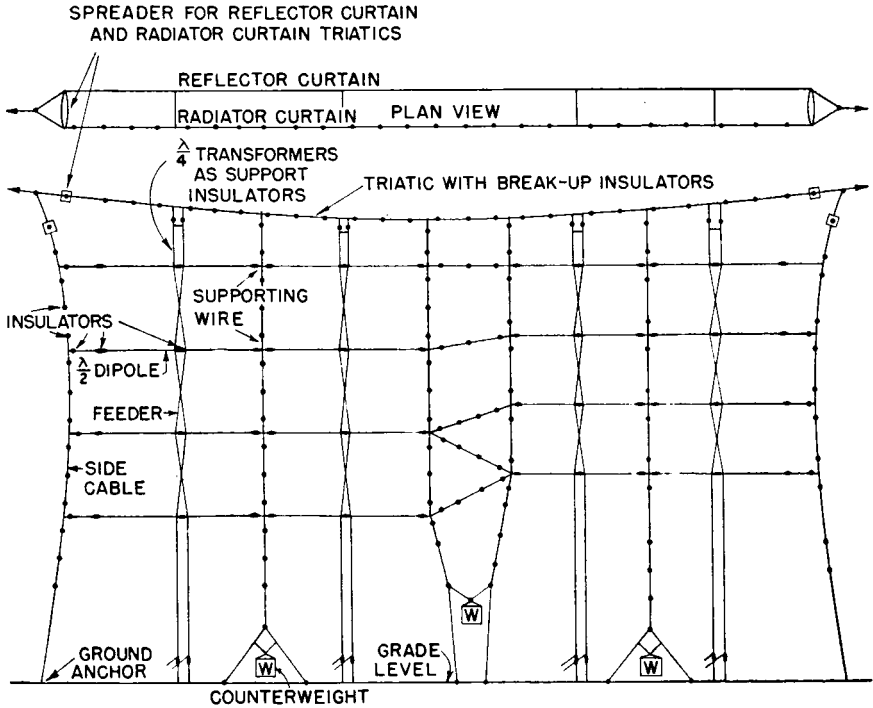 SPREADER FOR REFLECTOR CURTAIN
AND RADIATOR CURTAIN TRIATICS
REFLECTOR CURTAIN
RADIATOR CURTAIN
PLAN VIEW
λ/4 TRANSFORMERS
AS SUPPORT
INSULATORS
TRIATIC WITH BREAK-UP INSULATORS
SUPPORTING
WIRE
INSULATORS
λ/2 DIPOLE
FEEDER
SIDE
CABLE
W
GROUND
ANCHOR
W
GRADE
LEVEL
W
COUNTERWEIGHT